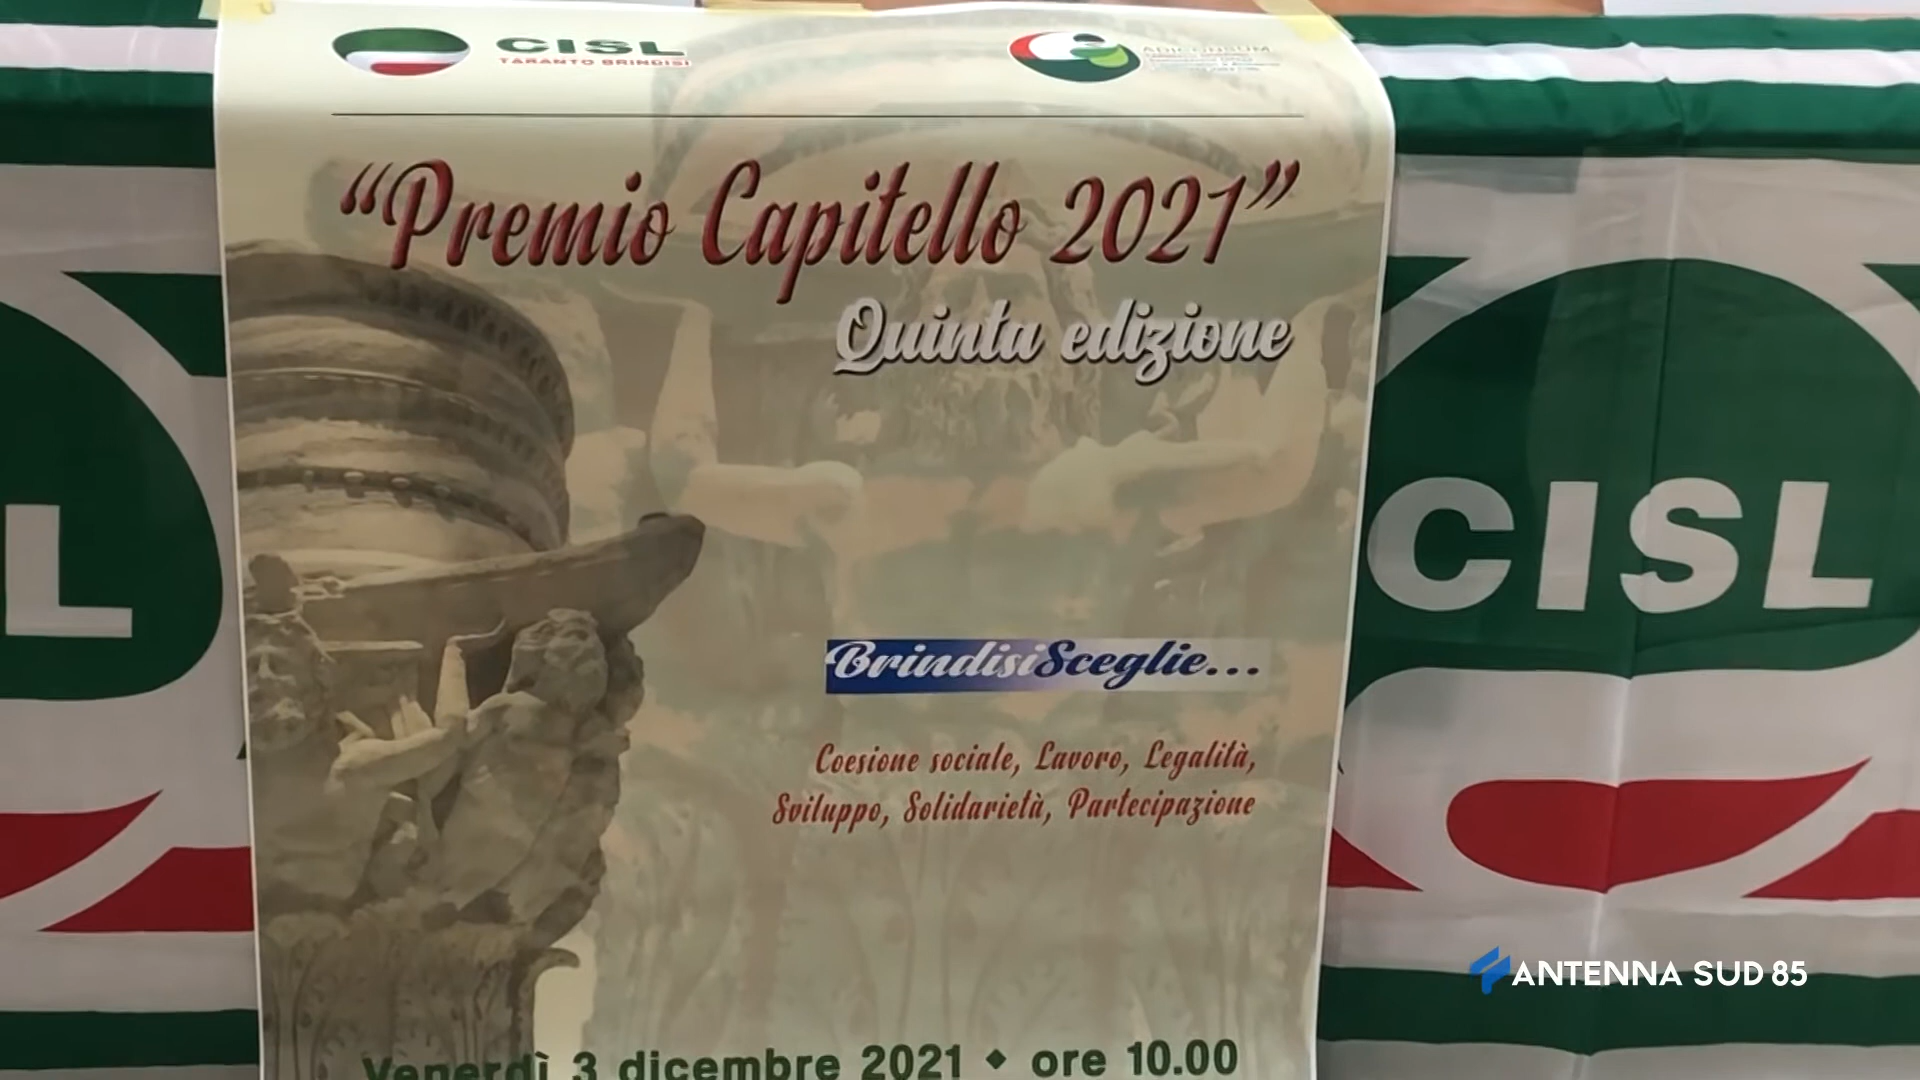 CISL
TARANTO BRINDISI
ADICONSUM
“Premio Capitello 2021”
Quinta edizione
L
CISL
BrindisiSceglie...
Coesione sociale, Lavoro, Legalità,
Sviluppo, Solidarietà, Partecipazione
ANTENNA SUD 85
Venerdì 3 dicembre 2021 ◆ ore 10.00